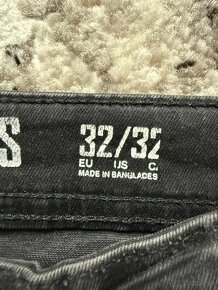 S
32/32
EU US C
MADE IN BANGLADES